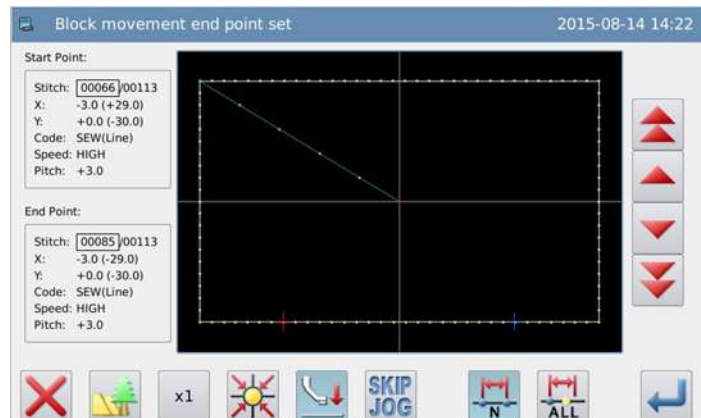 Block movement end point set 2015-08-14 14:22
Start Point:
Stitch: 00066/00113
X: -3.0 (+29.0)
Y: +0.0 (-30.0)
Code: SEW(Line)
Speed: HIGH
Pitch: +3.0
End Point:
Stitch: 00085/00113
X: -3.0 (-29.0)
Y: +0.0 (-30.0)
Code: SEW(Line)
Speed: HIGH
Pitch: +3.0
x1
SKIP
JOG
N
ALL